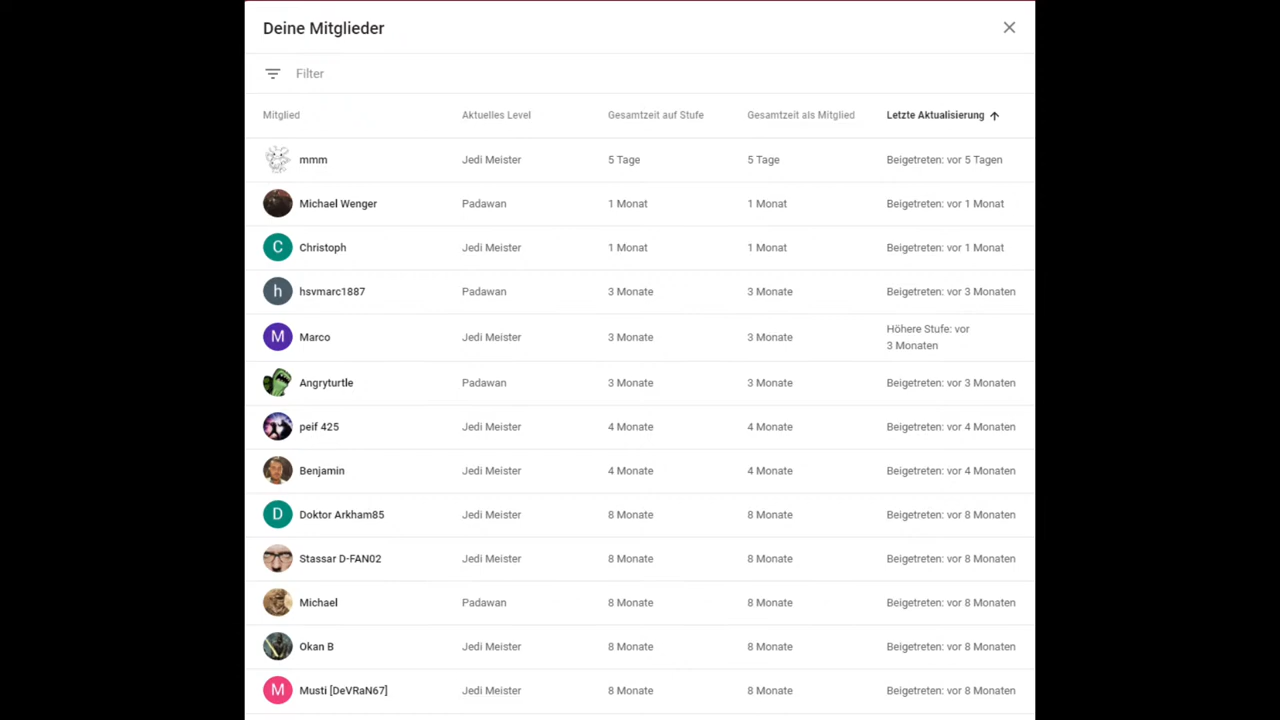 Deine Mitglieder
Filter
Mitglied Aktuelles Level Gesamtzeit auf Stufe Gesamtzeit als Mitglied Letzte Aktualisierung
mmm Jedi Meister 5 Tage 5 Tage Beigetreten: vor 5 Tagen
Michael Wenger Padawan 1 Monat 1 Monat Beigetreten: vor 1 Monat
C Christoph Jedi Meister 1 Monat 1 Monat Beigetreten: vor 1 Monat
h hsvmarc1887 Padawan 3 Monate 3 Monate Beigetreten: vor 3 Monaten
M Marco Jedi Meister 3 Monate 3 Monate Höhere Stufe: vor
3 Monaten
Angryturtle Padawan 3 Monate 3 Monate Beigetreten: vor 3 Monaten
peif 425 Jedi Meister 4 Monate 4 Monate Beigetreten: vor 4 Monaten
Benjamin Jedi Meister 4 Monate 4 Monate Beigetreten: vor 4 Monaten
D Doktor Arkham85 Jedi Meister 8 Monate 8 Monate Beigetreten: vor 8 Monaten
Stassar D-FAN02 Jedi Meister 8 Monate 8 Monate Beigetreten: vor 8 Monaten
Michael Padawan 8 Monate 8 Monate Beigetreten: vor 8 Monaten
Okan B Jedi Meister 8 Monate 8 Monate Beigetreten: vor 8 Monaten
M Musti [DeVRaN67] Jedi Meister 8 Monate 8 Monate Beigetreten: vor 8 Monaten